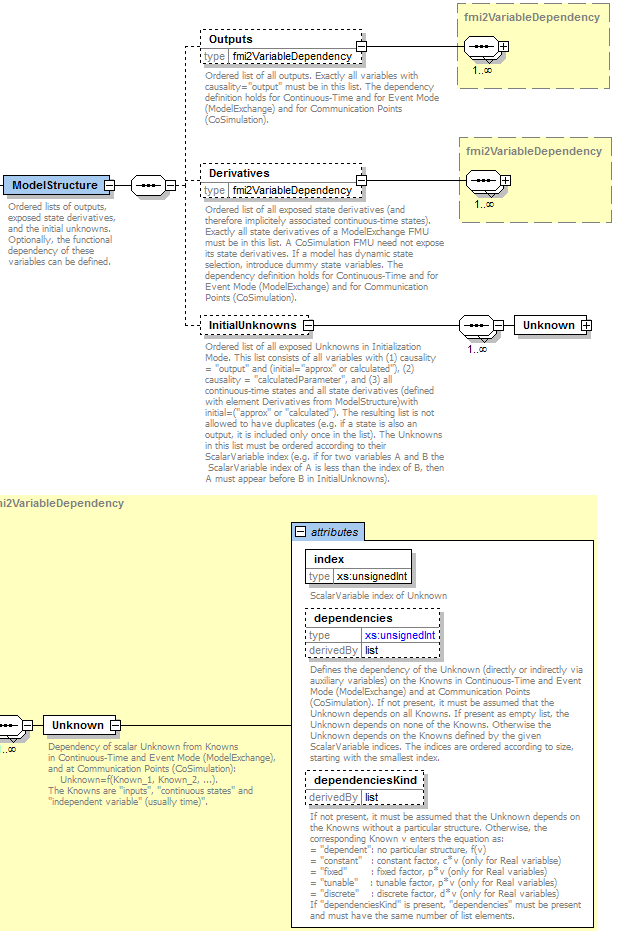 fmi2VariableDependency
Outputs
type fmi2VariableDependency
1..∞
Ordered list of all outputs. Exactly all variables with
causality="output" must be in this list. The dependency
definition holds for Continuous-Time and for Event Mode
(ModelExchange) and for Communication Points
(CoSimulation).
fmi2VariableDependency
Derivatives
type fmi2VariableDependency
1..∞
ModelStructure
Ordered lists of outputs,
exposed state derivatives,
and the initial unknowns.
Optionally, the functional
dependency of these
variables can be defined.
Ordered list of all exposed state derivatives (and
therefore implicitely associated continuous-time states).
Exactly all state derivatives of a ModelExchange FMU
must be in this list. A CoSimulation FMU need not expose
its state derivatives. If a model has dynamic state
selection, introduce dummy state variables. The
dependency definition holds for Continuous-Time and for
Event Mode (ModelExchange) and for Communication
Points (CoSimulation).
InitialUnknowns
Unknown
1..∞
Ordered list of all exposed Unknowns in Initialization
Mode. This list consists of all variables with (1) causality
= "output" and (initial="approx" or calculated"), (2)
causality = "calculatedParameter", and (3) all
continuous-time states and all state derivatives (defined
with element Derivatives from ModelStructure)with
initial=("approx" or "calculated"). The resulting list is not
allowed to have duplicates (e.g. if a state is also an
output, it is included only once in the list). The Unknowns
in this list must be ordered according to their
ScalarVariable index (e.g. if for two variables A and B the
ScalarVariable index of A is less than the index of B, then
A must appear before B in InitialUnknowns).
mi2VariableDependency
attributes
index
type xs:unsignedInt
ScalarVariable index of Unknown
dependencies
type xs:unsignedInt
derivedBy list
Defines the dependency of the Unknown (directly or indirectly via
auxiliary variables) on the Knowns in Continuous-Time and Event
Mode (ModelExchange) and at Communication Points
(CoSimulation). If not present, it must be assumed that the
Unknown depends on all Knowns. If present as empty list, the
Unknown depends on none of the Knowns. Otherwise the
Unknown depends on the Knowns defined by the given
ScalarVariable indices. The indices are ordered according to size,
starting with the smallest index.
Unknown
..∞
Dependency of scalar Unknown from Knowns
in Continuous-Time and Event Mode (ModelExchange),
and at Communication Points (CoSimulation):
Unknown=f(Known_1, Known_2, ...).
The Knowns are "inputs", "continuous states" and
"independent variable" (usually time)".
dependenciesKind
derivedBy list
If not present, it must be assumed that the Unknown depends on
the Knowns without a particular structure. Otherwise, the
corresponding Known v enters the equation as:
= "dependent": no particular structure, f(v)
= "constant" : constant factor, c*v (only for Real variablse)
= "fixed" : fixed factor, p*v (only for Real variables)
= "tunable" : tunable factor, p*v (only for Real variables)
= "discrete" : discrete factor, d*v (only for Real variables)
If "dependenciesKind" is present, "dependencies" must be present
and must have the same number of list elements.